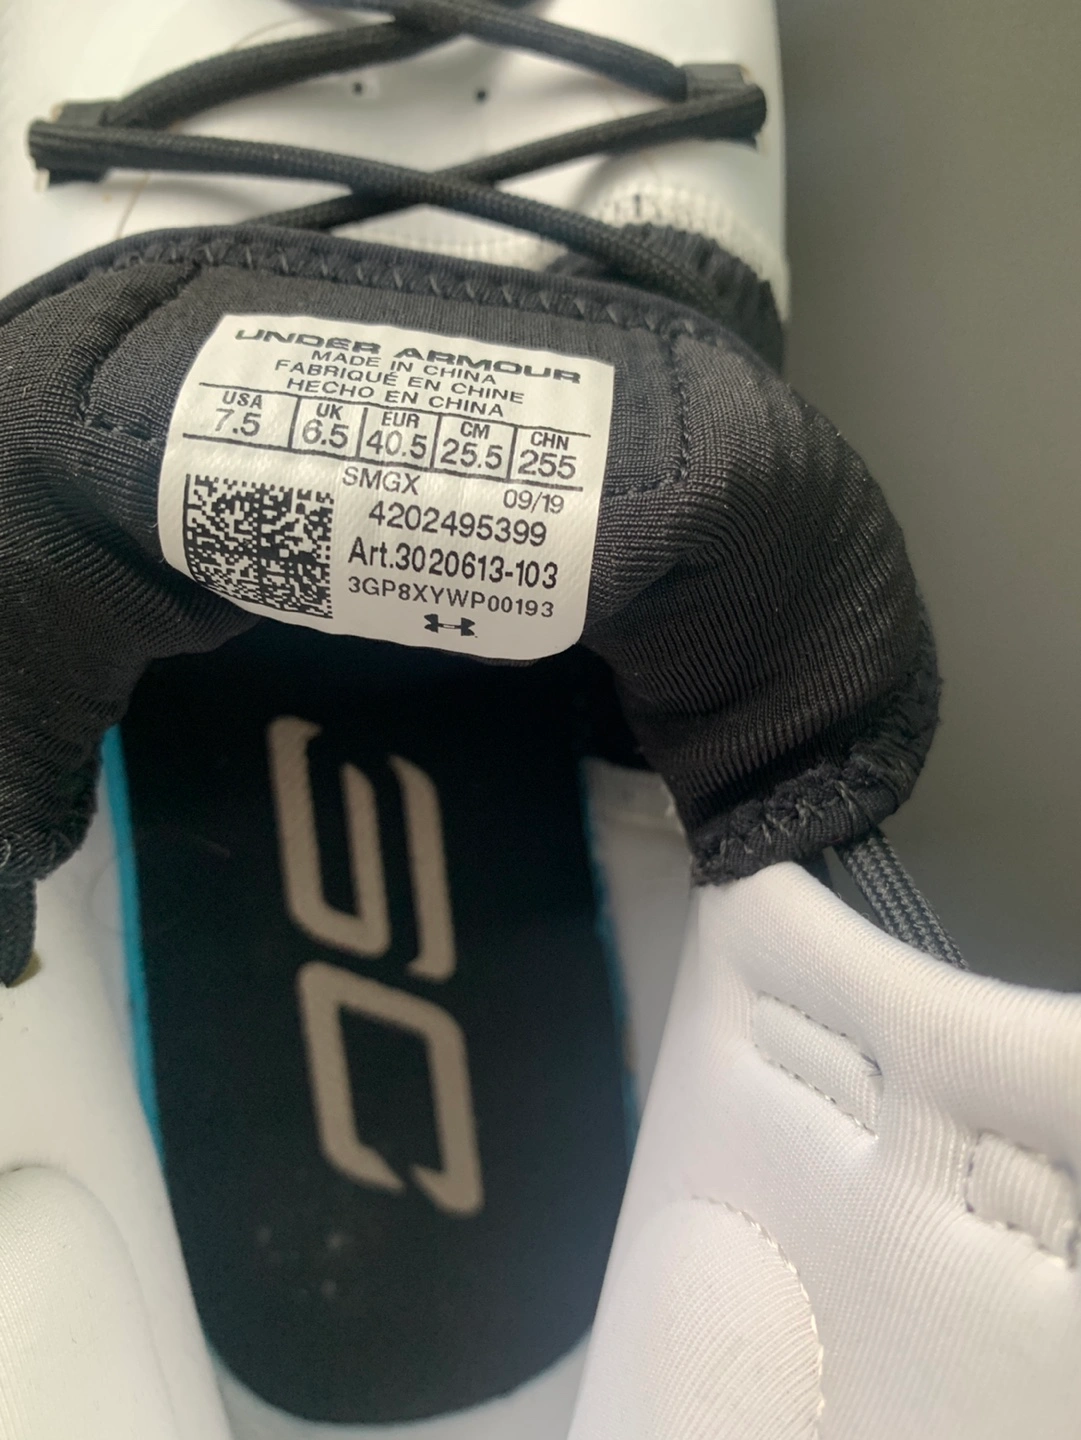 UNDER ARMOUR
MADE IN CHINA
FABRIQUÉ EN CHINE
HECHO EN CHINA
USA UK EUR CM CHN
7.5 6.5 40.5 25.5 255
SMGX 09/19
4202495399
Art.3020613-103
3GP8XYWP00193
SC